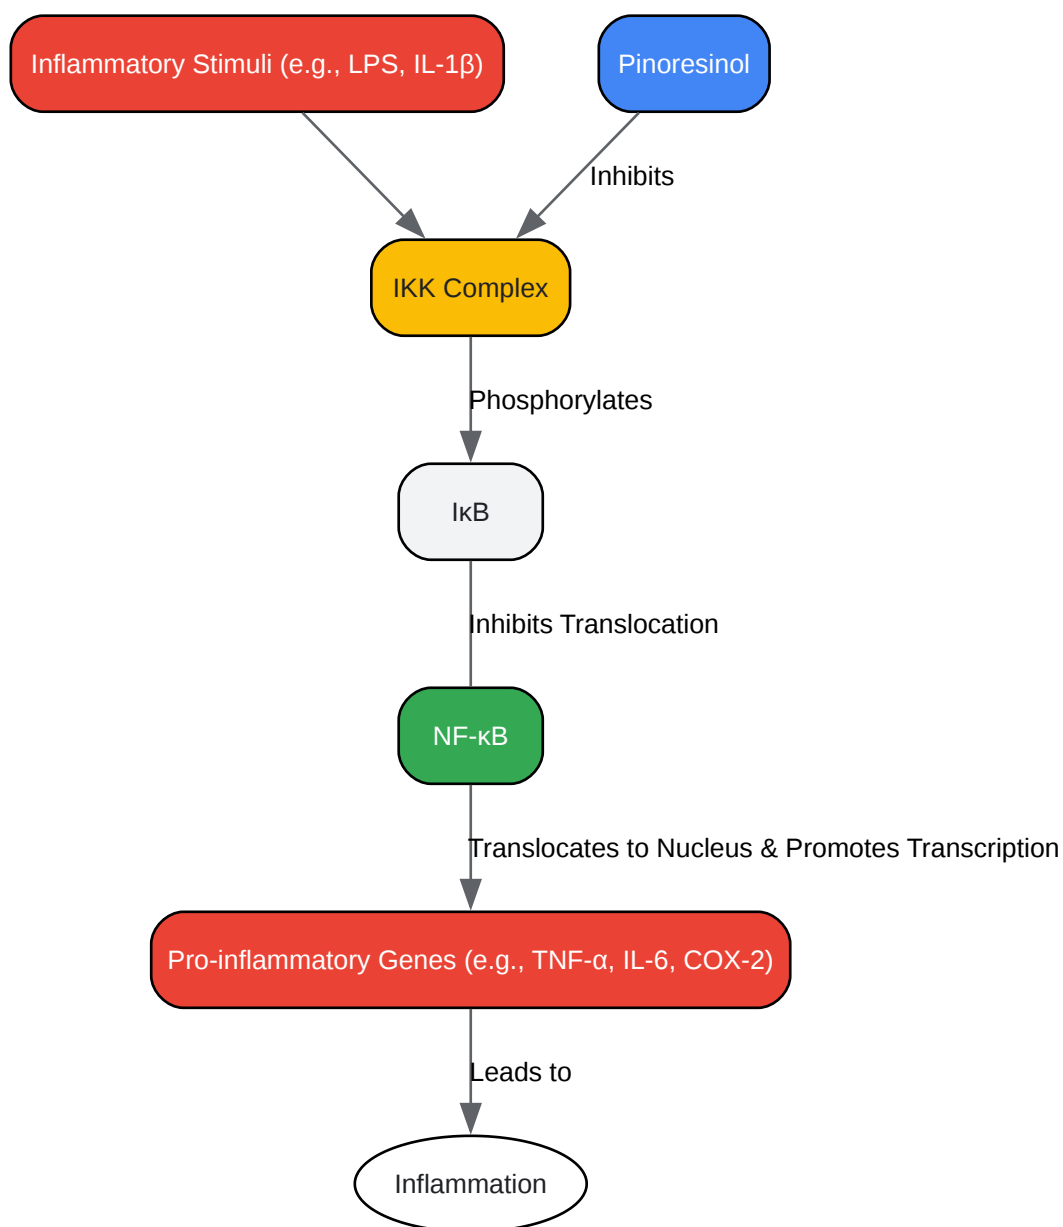 Inflammatory Stimuli (e.g., LPS, IL-1β)
Pinoresinol
Inhibits
IKK Complex
Phosphorylates
IκB
Inhibits Translocation
NF-κB
Translocates to Nucleus & Promotes Transcription
Pro-inflammatory Genes (e.g., TNF-α, IL-6, COX-2)
Leads to
Inflammation